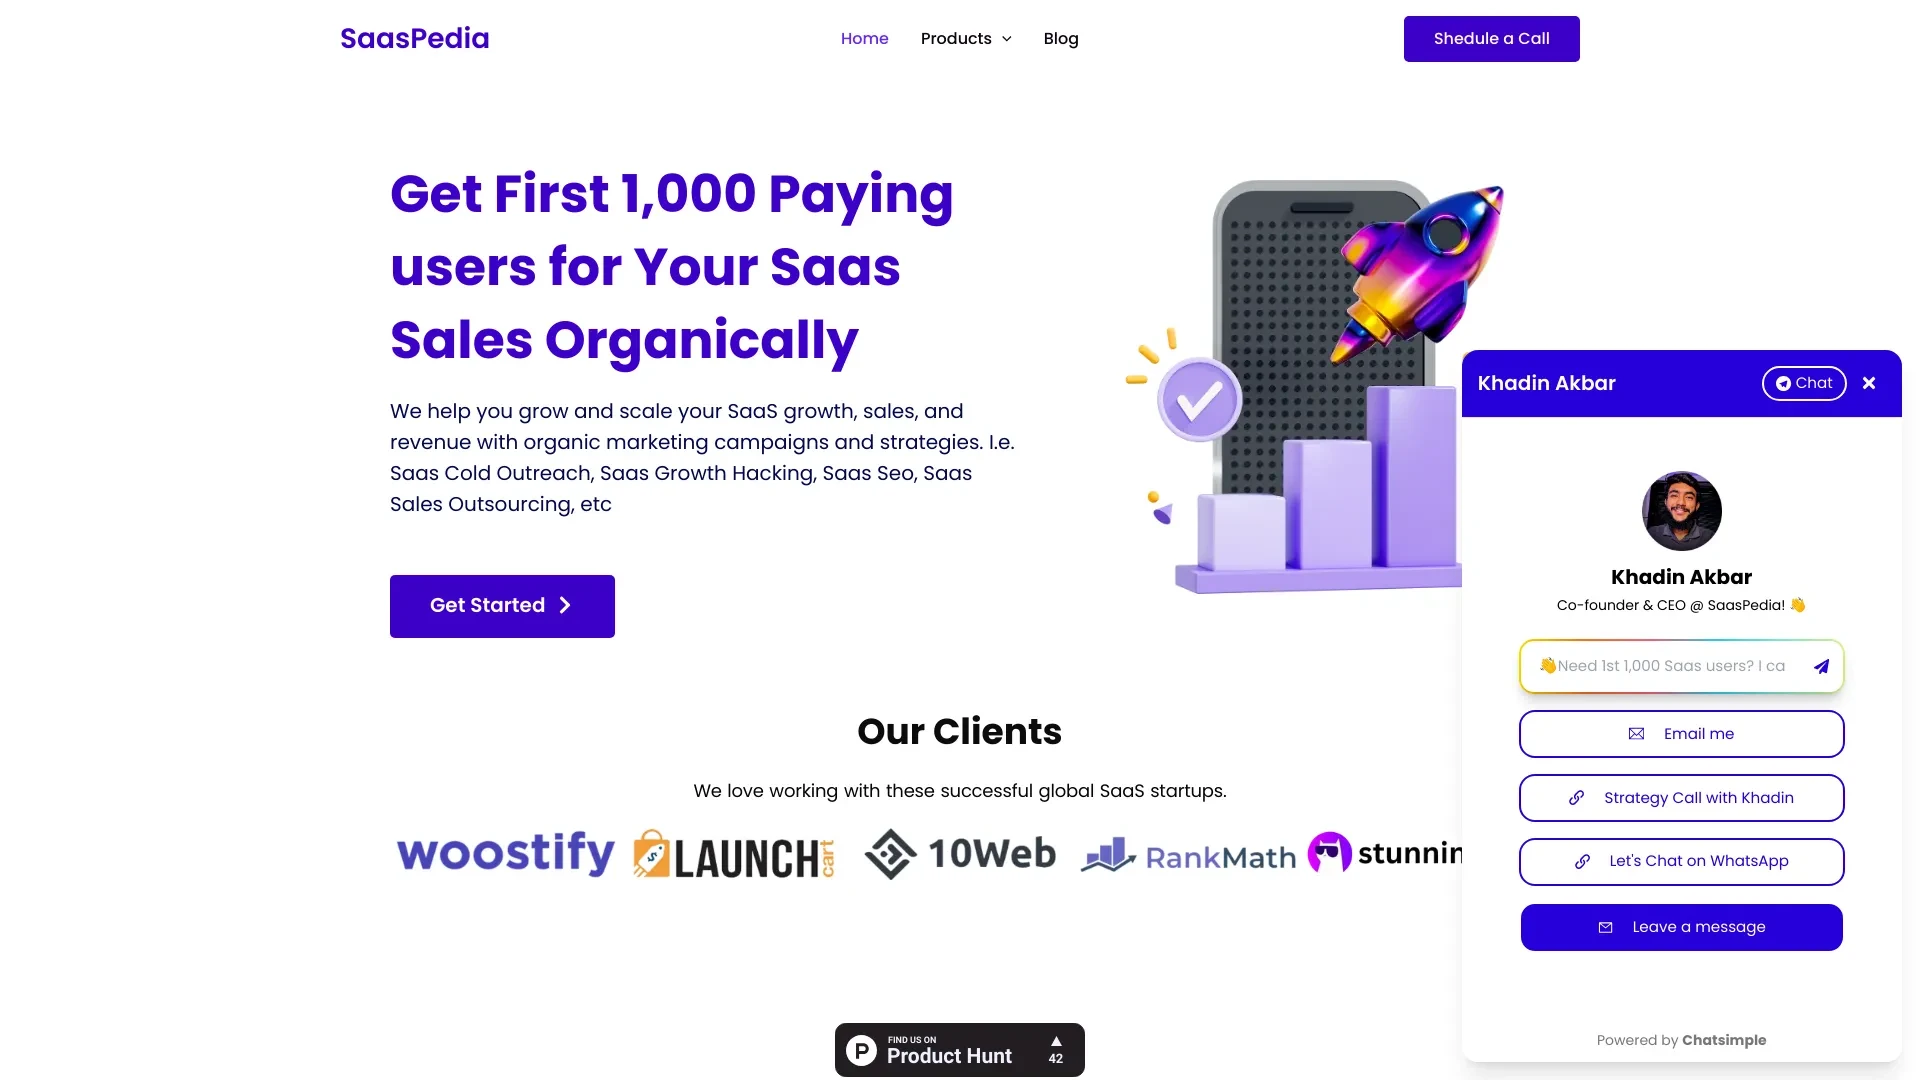 SaasPedia
Home
Products
Blog
Shedule a Call
Get First 1,000 Paying
users for Your Saas
Sales Organically
We help you grow and scale your SaaS growth, sales, and
revenue with organic marketing campaigns and strategies. I.e.
Saas Cold Outreach, Saas Growth Hacking, Saas Seo, Saas
Sales Outsourcing, etc
Get Started
Our Clients
We love working with these successful global SaaS startups.
woostify
LAUNCH cart
10Web
RankMath
stunnin
FIND US ON
Product Hunt
42
Khadin Akbar
Chat
Khadin Akbar
Co-founder & CEO @ SaasPedia! 👋
👋Need 1st 1,000 Saas users? I ca
Email me
Strategy Call with Khadin
Let's Chat on WhatsApp
Leave a message
Powered by Chatsimple